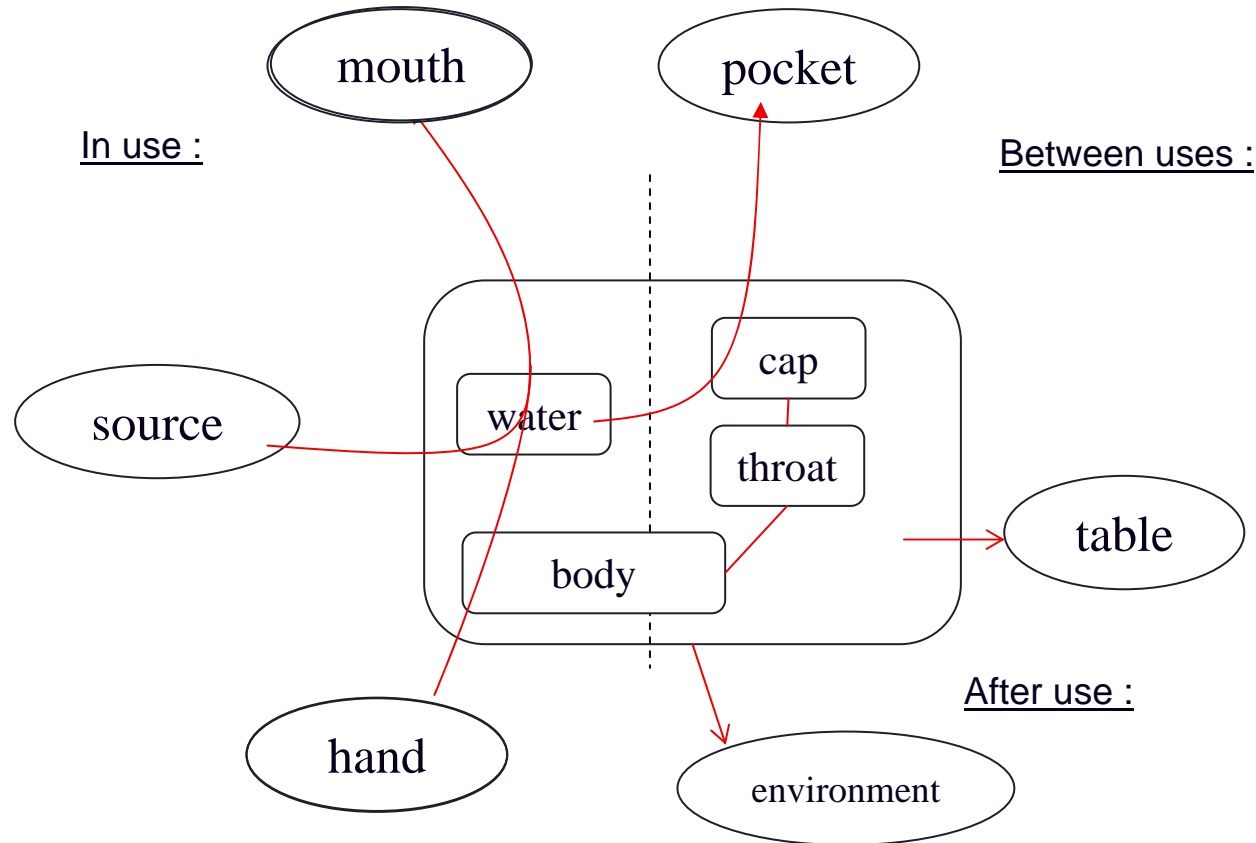 mouth
pocket
In use :
Between uses :
cap
water
source
throat
table
body
After use :
hand
environment